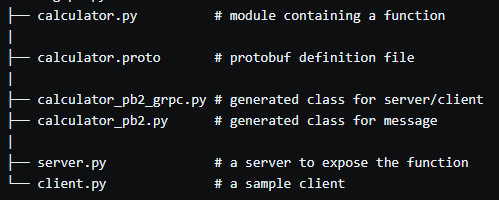 ├── calculator.py          # module containing a function
|
├── calculator.proto       # protobuf definition file
|
├── calculator_pb2_grpc.py # generated class for server/client
├── calculator_pb2.py      # generated class for message
|
├── server.py              # a server to expose the function
└── client.py              # a sample client